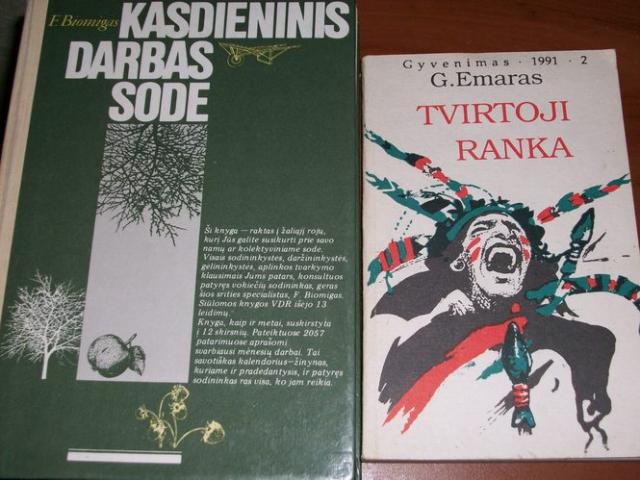 F. Biomigas
KASDIENINIS
DARBAS
SODE
Ši knyga — raktas į žaliąjį rojų,
kurį Jūs galite susikurti prie savo
namų ar kolektyviniame sode.
Visais sodininkystės, daržininkystės,
gėlininkystės, aplinkos tvarkymo
klausimais Jums patars, konsultuos
patyręs vokiečių sodininkas, geras
šios srities specialistas, F. Biomigas.
Siūlomos knygos VDR išėjo 13
leidimų.
Knyga, kaip ir metai, suskirstyta
į 12 skirsnių. Pateiktuose 2057
patarimuose aprašomi
svarbiausi mėnesių darbai. Tai
savotiškas kalendorius—žinynas,
kuriame ir pradedantysis, ir patyręs
sodininkas ras visa, ko jam reikia.
Gyvenimas · 1991 · 2
G. Emaras
TVIRTOJI
RANKA